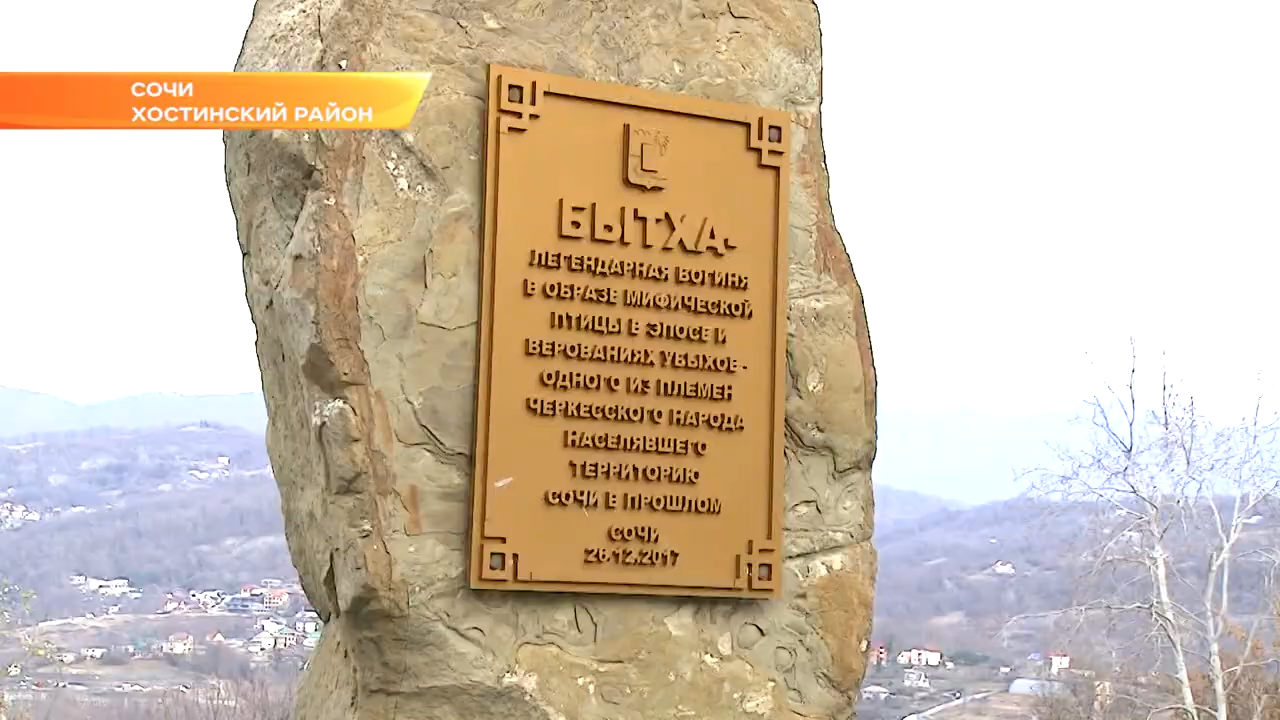 СОЧИ
ХОСТИНСКИЙ РАЙОН
БЫТХА-
ЛЕГЕНДАРНАЯ БОГИНЯ
В ОБРАЗЕ МИФИЧЕСКОЙ
ПТИЦЫ В ЭПОСЕ И
ВЕРОВАНИЯХ УБЫХОВ-
ОДНОГО ИЗ ПЛЕМЕН
ЧЕРКЕССКОГО НАРОДА
НАСЕЛЯВШЕГО
ТЕРРИТОРИЮ
СОЧИ В ПРОШЛОМ
СОЧИ
26.12.2017